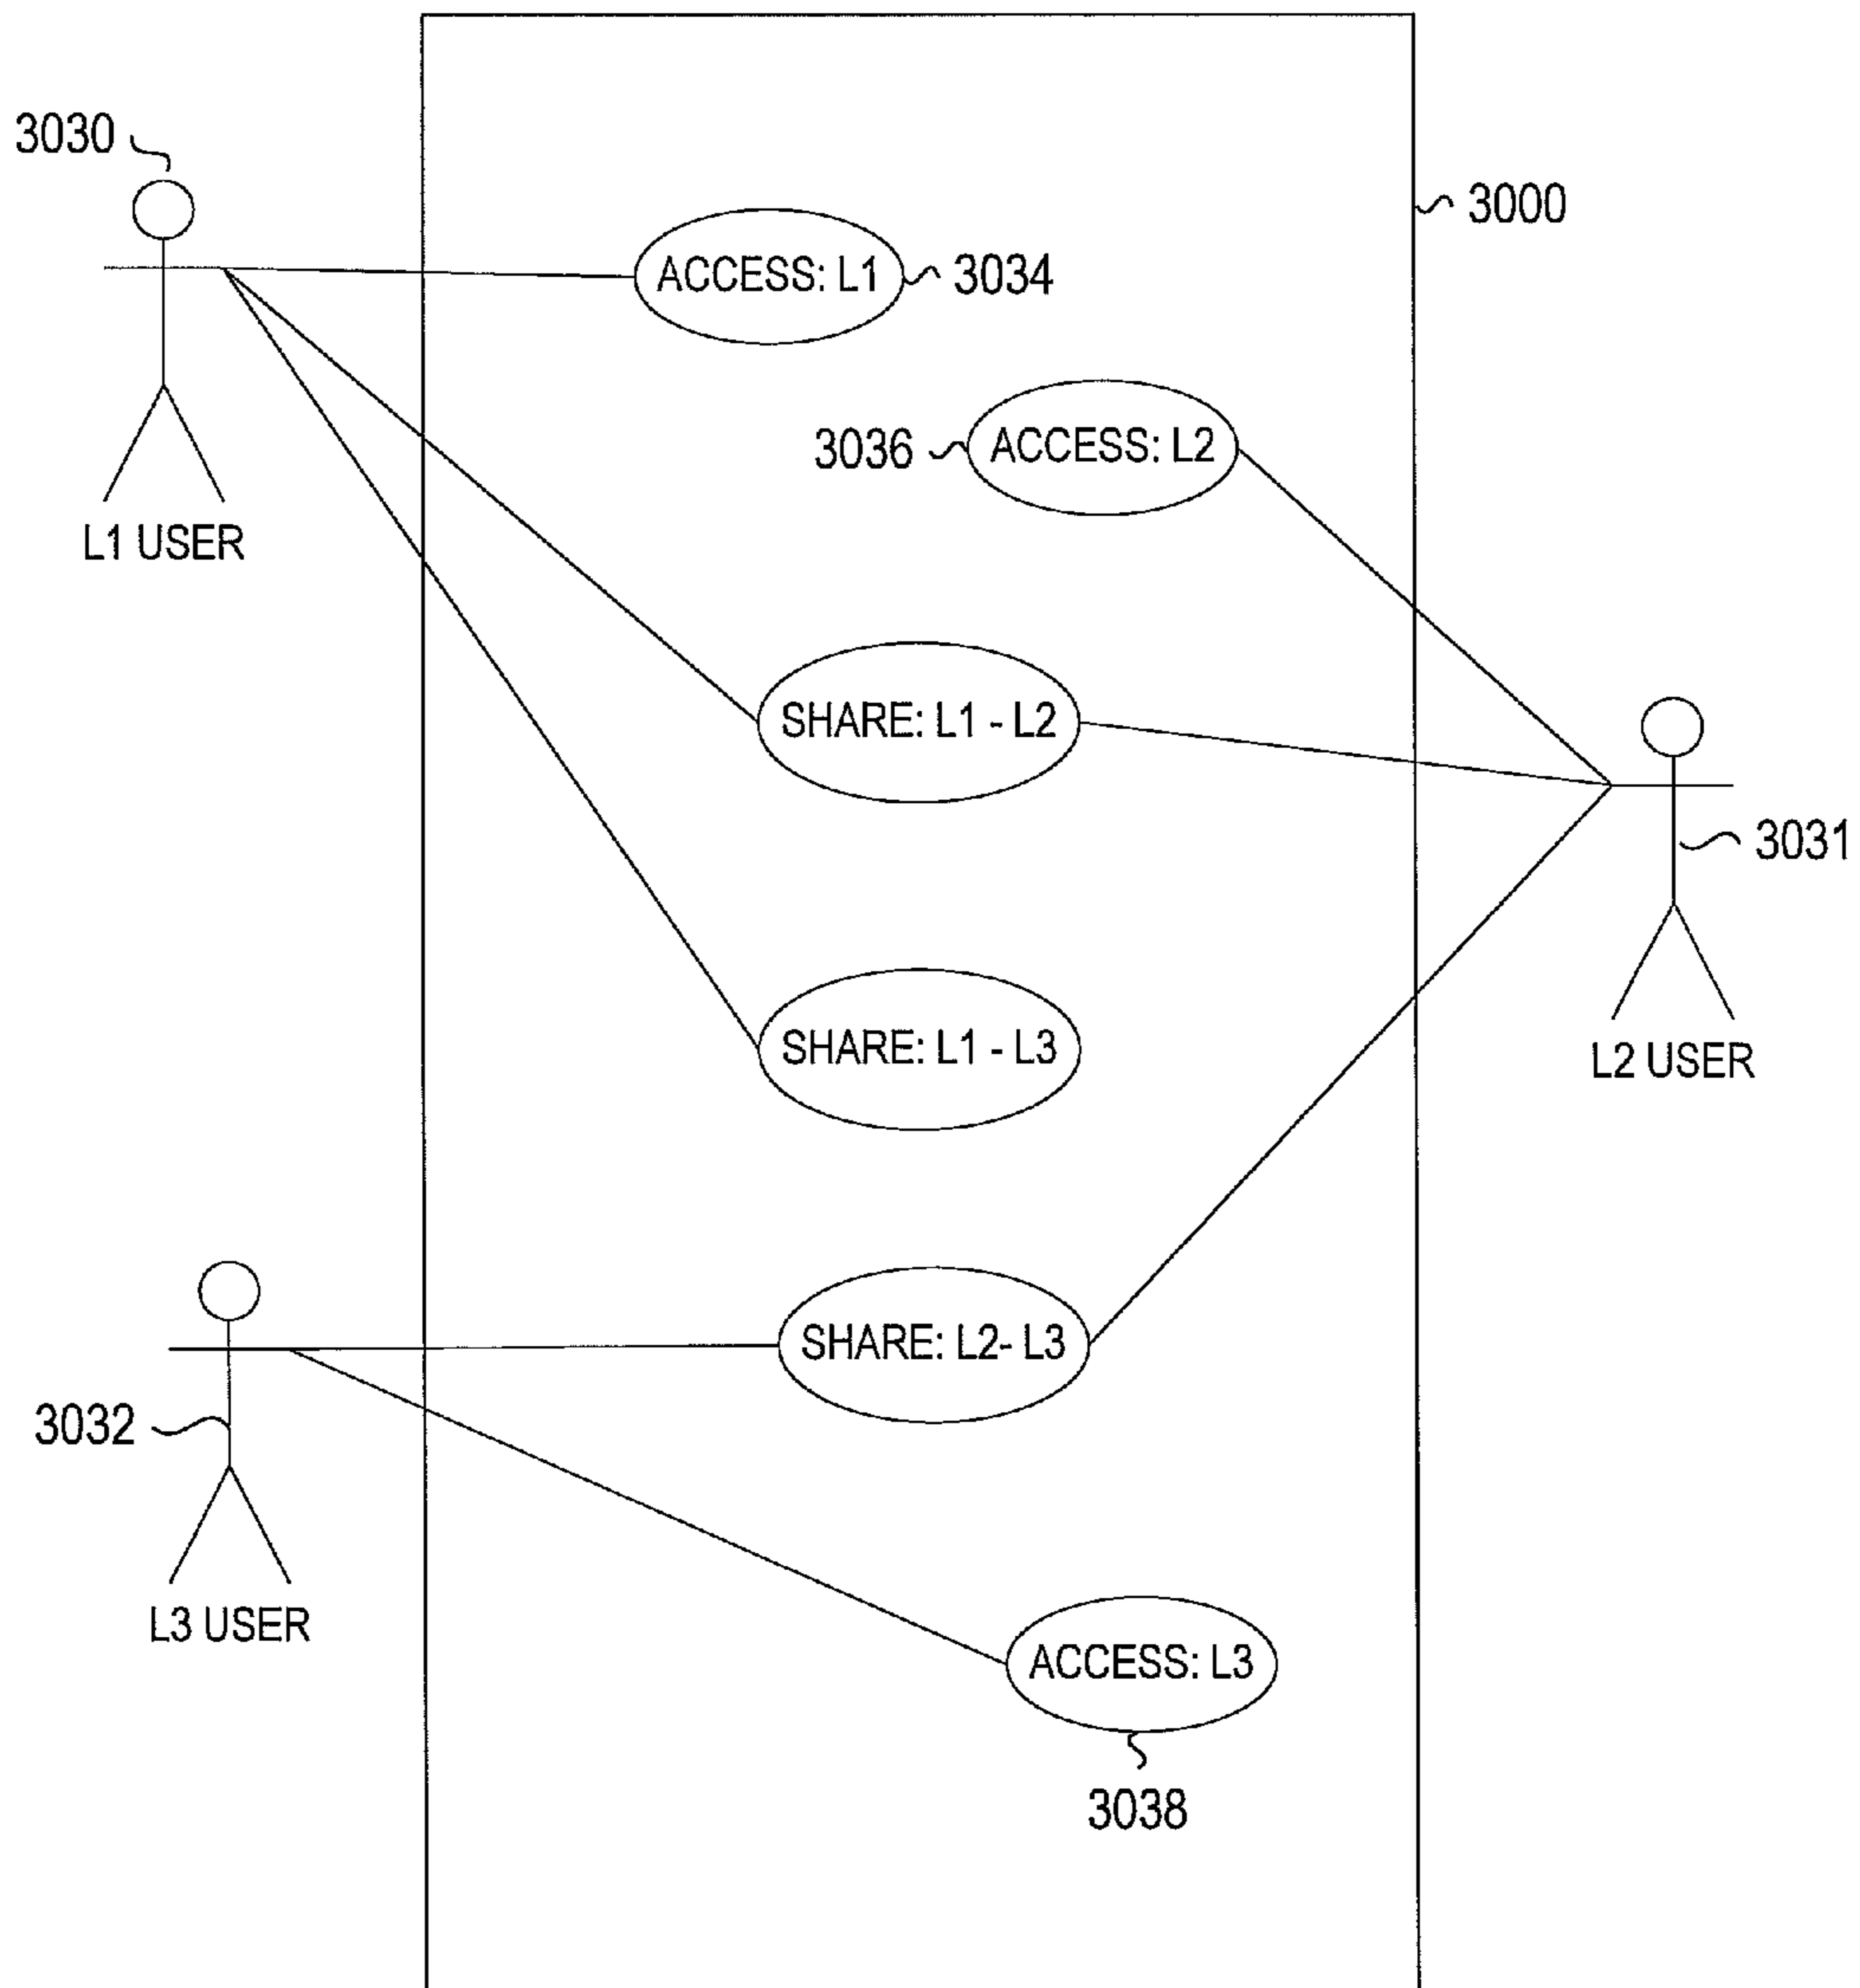 3030
3000
ACCESS: L1
3034
3036
ACCESS: L2
L1 USER
SHARE: L1 - L2
3031
SHARE: L1 - L3
L2 USER
SHARE: L2- L3
3032
L3 USER
ACCESS: L3
3038